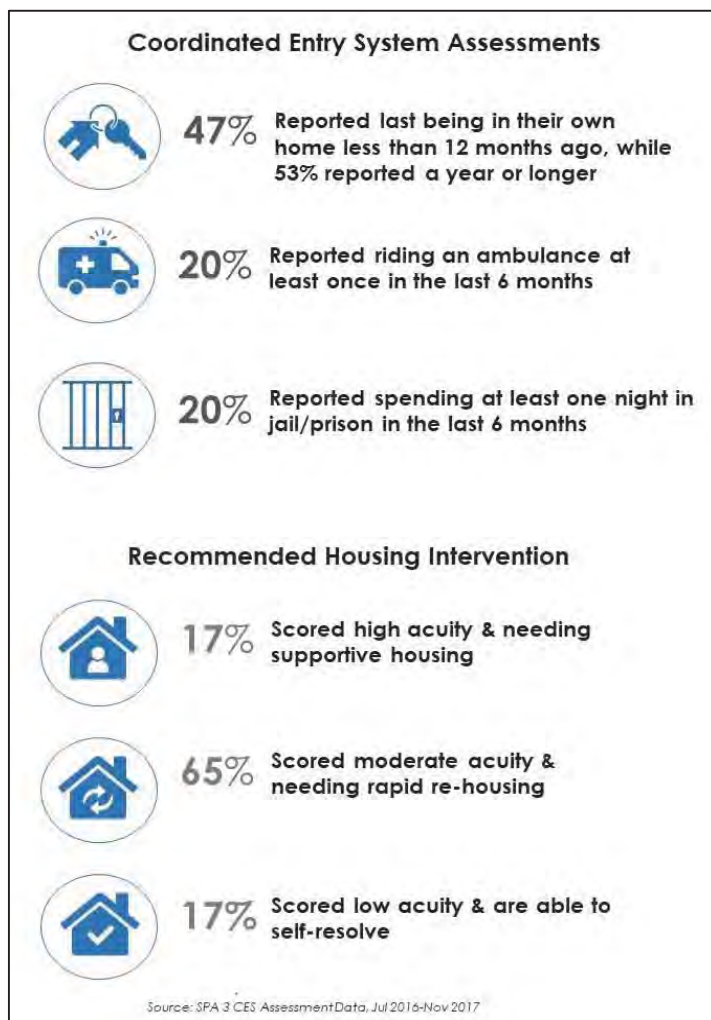 Coordinated Entry System Assessments
47% Reported last being in their own
home less than 12 months ago, while
53% reported a year or longer
20% Reported riding an ambulance at
least once in the last 6 months
20% Reported spending at least one night in
jail/prison in the last 6 months
Recommended Housing Intervention
17% Scored high acuity & needing
supportive housing
65% Scored moderate acuity &
needing rapid re-housing
17% Scored low acuity & are able to
self-resolve
Source: SPA 3 CES Assessment Data, Jul 2016-Nov 2017